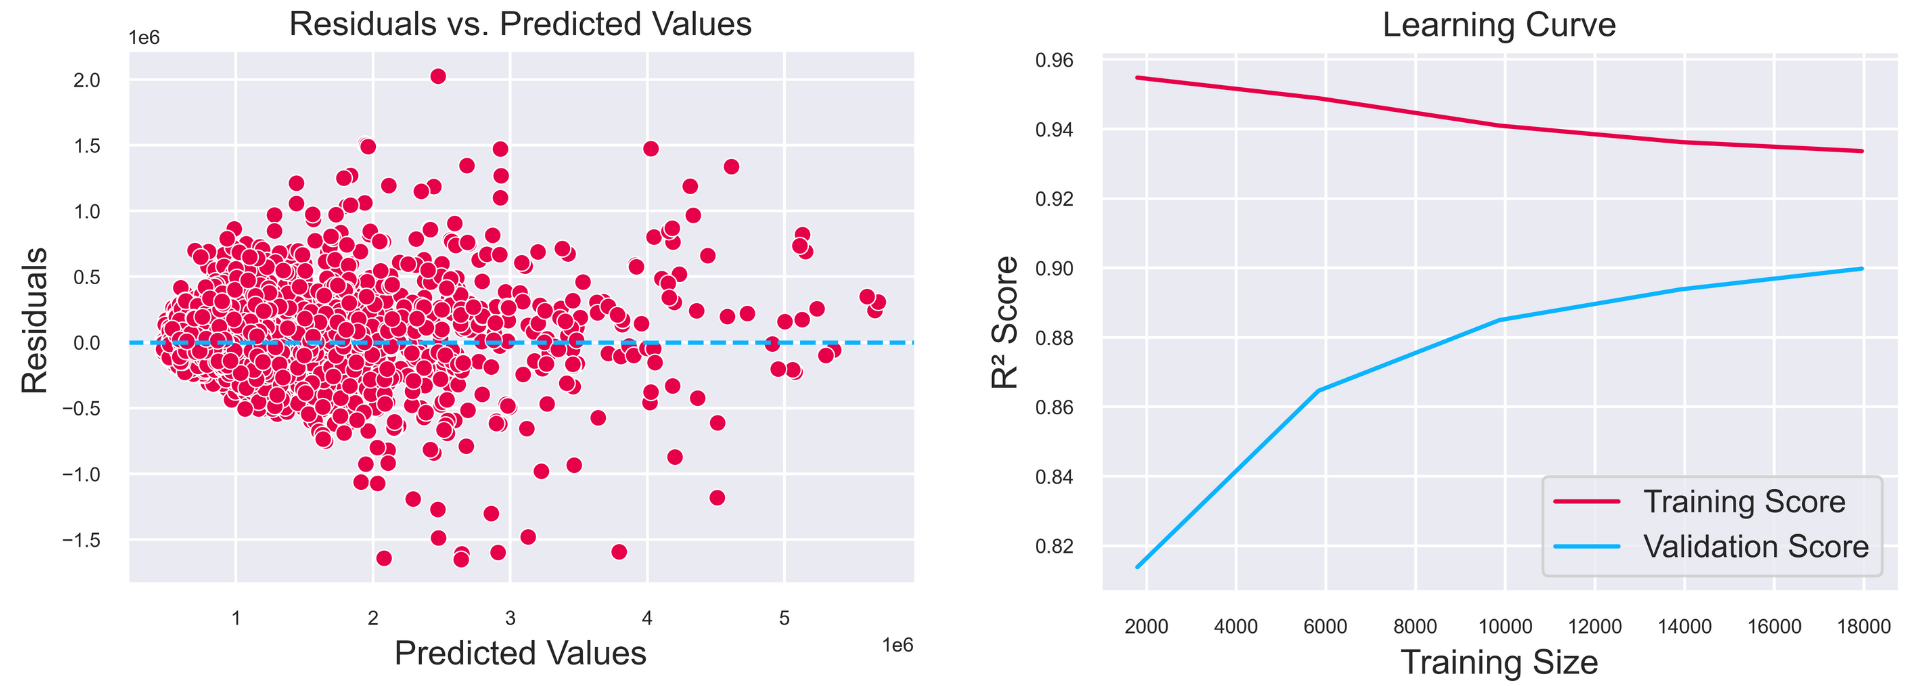 Residuals vs. Predicted Values
1e6
2.0
1.5
1.0
0.5
0.0
−0.5
−1.0
−1.5
Residuals
1 2 3 4 5
1e6
Predicted Values
Learning Curve
0.96
0.94
0.92
0.90
0.88
0.86
0.84
0.82
R² Score
Training Score
Validation Score
2000 4000 6000 8000 10000 12000 14000 16000 18000
Training Size